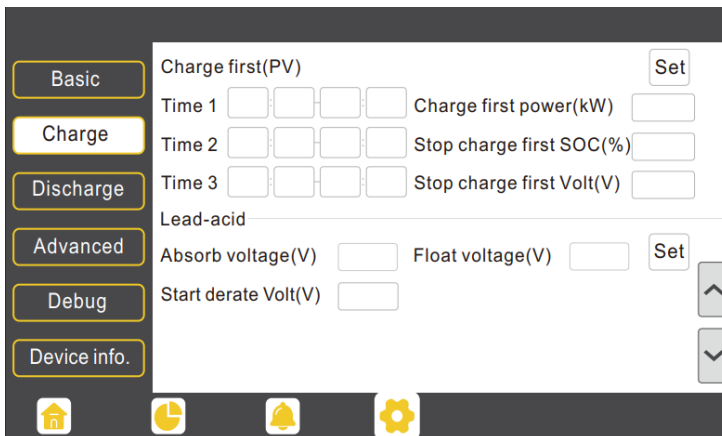 Basic
Charge
Discharge
Advanced
Debug
Device info.
Charge first(PV) Set
Time 1 : - : Charge first power(kW)
Time 2 : - : Stop charge first SOC(%)
Time 3 : - : Stop charge first Volt(V)
Lead-acid
Absorb voltage(V) Float voltage(V) Set
Start derate Volt(V)